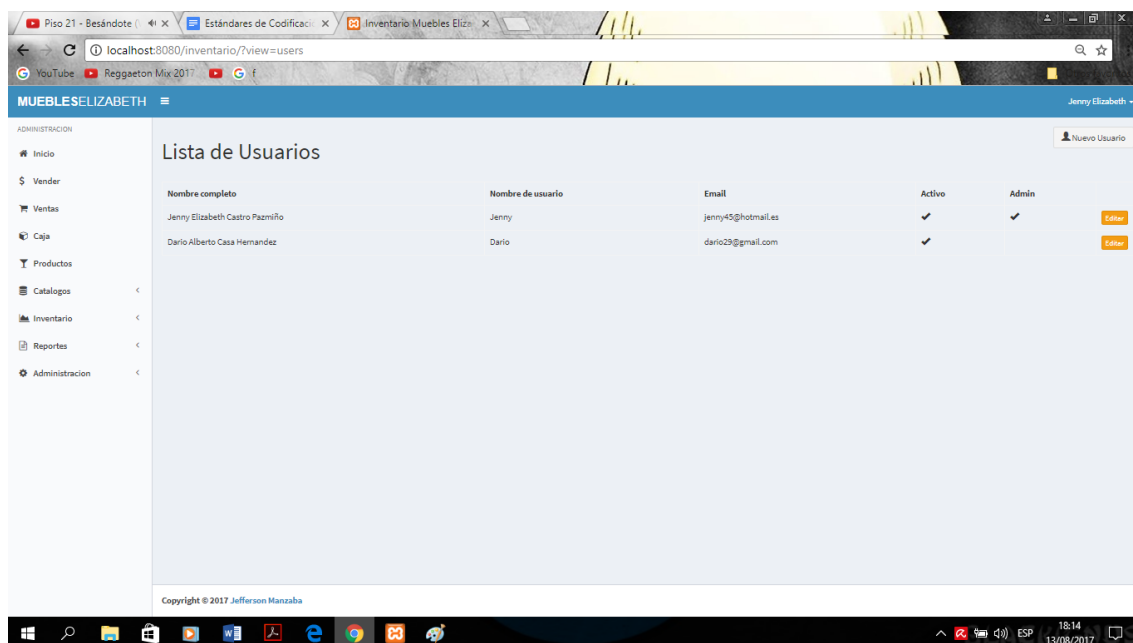 Piso 21 - Besándote Estándares de Codificaci Inventario Muebles Eliza
localhost:8080/inventario/?view=users
YouTube Reggaeton Mix 2017 f
MUEBLESELIZABETH Jenny Elizabeth
ADMINISTRACION
Nuevo Usuario
Lista de Usuarios
Inicio
Vender
Ventas
Caja
Productos
Catalogos
Inventario
Reportes
Administracion
Nombre completo Nombre de usuario Email Activo Admin
Jenny Elizabeth Castro Pazmiño Jenny jenny45@hotmail.es Editar
Dario Alberto Casa Hernandez Dario dario29@gmail.com Editar
Copyright © 2017 Jefferson Manzaba
ESP 18:14
13/08/2017